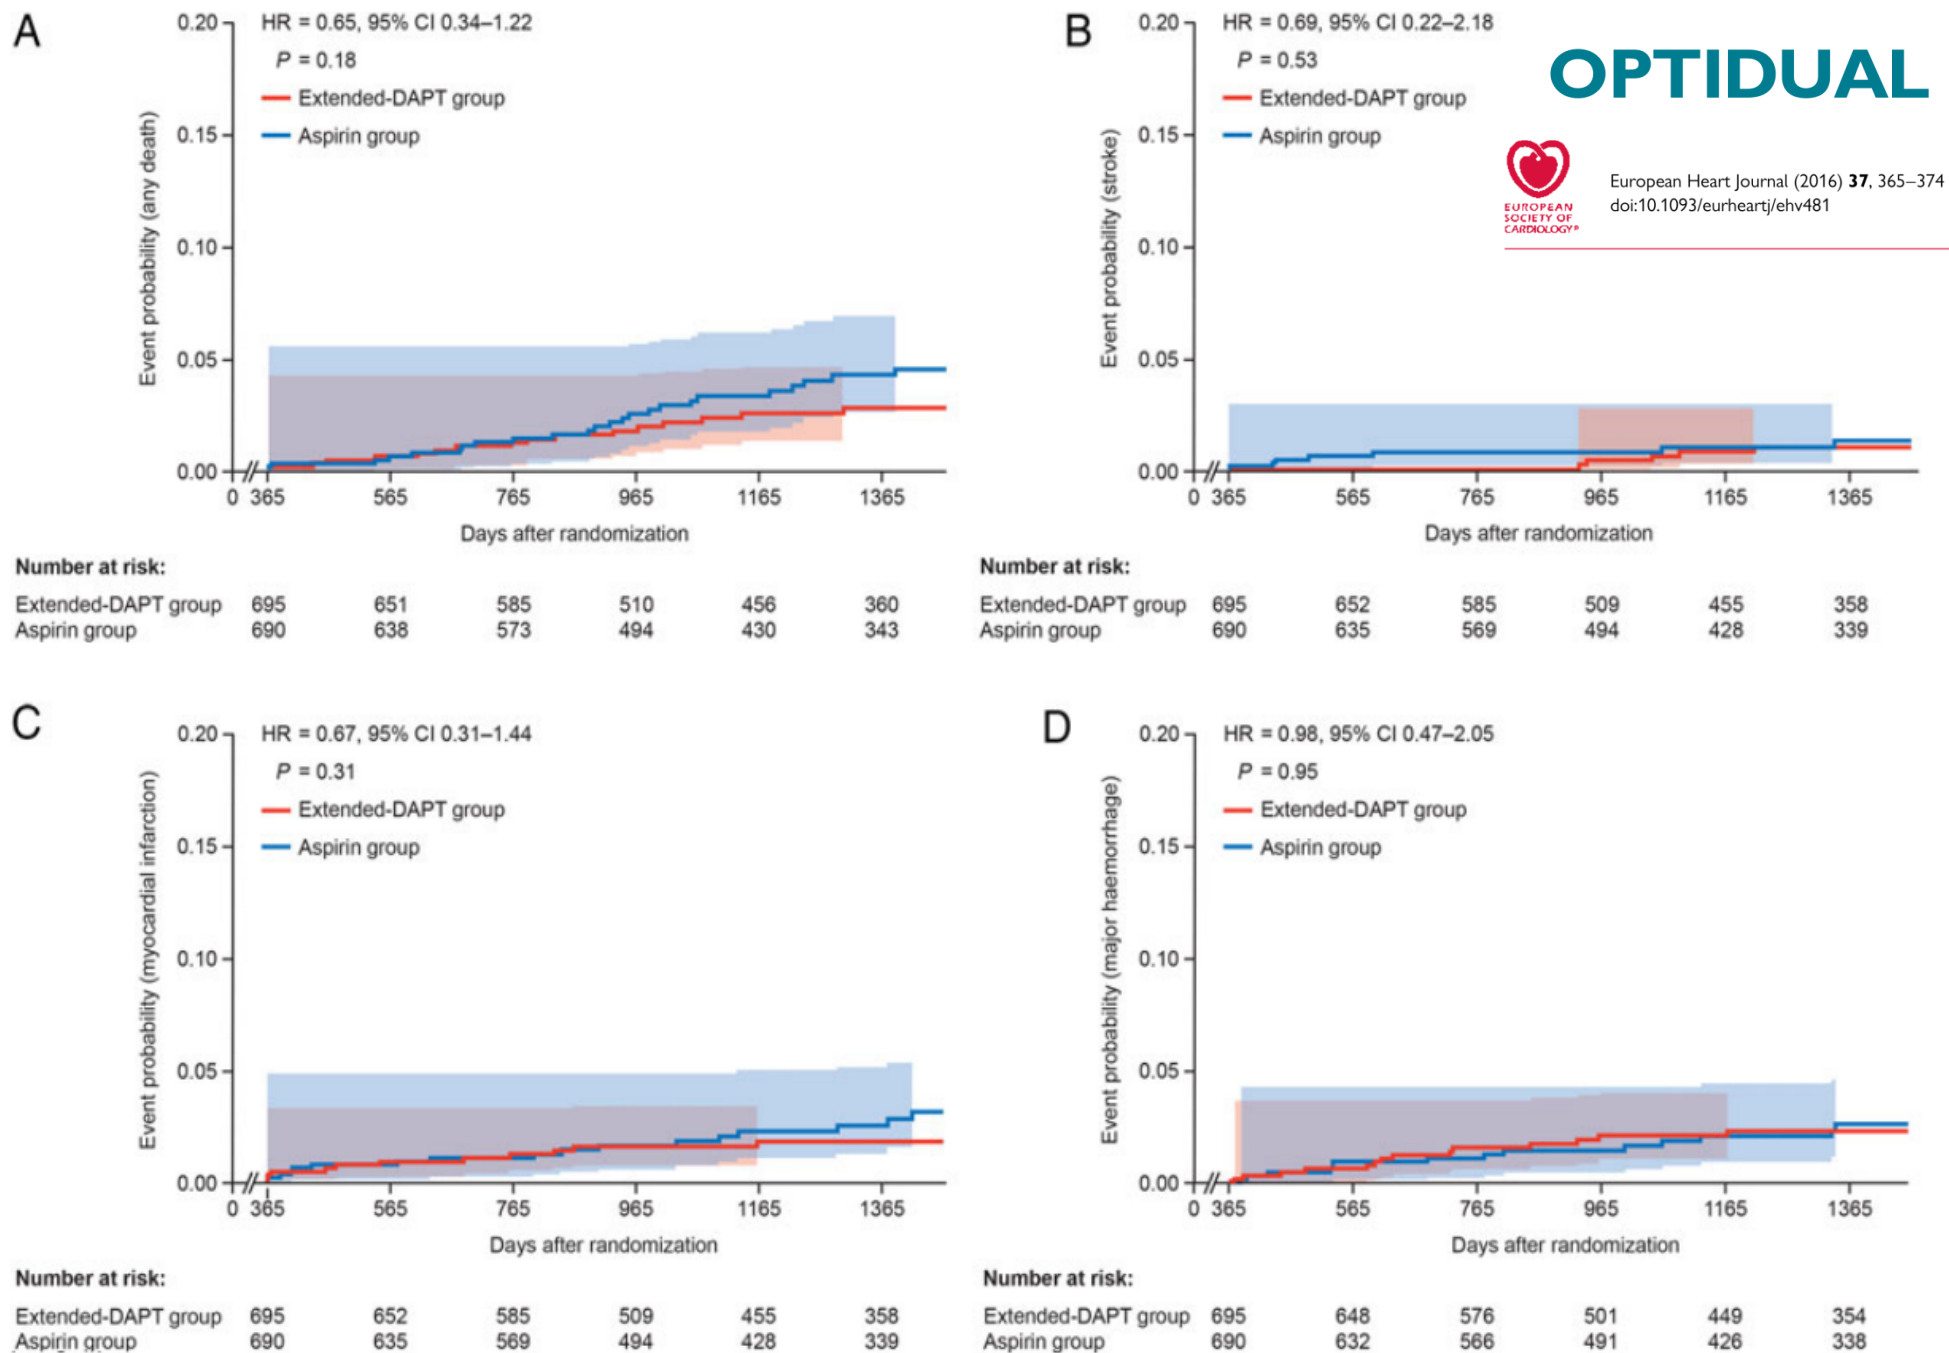 A
HR = 0.65, 95% CI 0.34–1.22
P = 0.18
Extended-DAPT group
Aspirin group
Event probability (any death)
0.20
0.15
0.10
0.05
0.00
0 365 565 765 965 1165 1365
Days after randomization
Number at risk:
Extended-DAPT group 695 651 585 510 456 360
Aspirin group 690 638 573 494 430 343
B
HR = 0.69, 95% CI 0.22–2.18
P = 0.53
Extended-DAPT group
Aspirin group
Event probability (stroke)
0.20
0.15
0.10
0.05
0.00
0 365 565 765 965 1165 1365
Days after randomization
Number at risk:
Extended-DAPT group 695 652 585 509 455 358
Aspirin group 690 635 569 494 428 339
OPTIDUAL
EUROPEAN
SOCIETY OF
CARDIOLOGY®
European Heart Journal (2016) 37, 365–374
doi:10.1093/eurheartj/ehv481
C
HR = 0.67, 95% CI 0.31–1.44
P = 0.31
Extended-DAPT group
Aspirin group
Event probability (myocardial infarction)
0.20
0.15
0.10
0.05
0.00
0 365 565 765 965 1165 1365
Days after randomization
Number at risk:
Extended-DAPT group 695 652 585 509 455 358
Aspirin group 690 635 569 494 428 339
D
HR = 0.98, 95% CI 0.47–2.05
P = 0.95
Extended-DAPT group
Aspirin group
Event probability (major haemorrhage)
0.20
0.15
0.10
0.05
0.00
0 365 565 765 965 1165 1365
Days after randomization
Number at risk:
Extended-DAPT group 695 648 576 501 449 354
Aspirin group 690 632 566 491 426 338